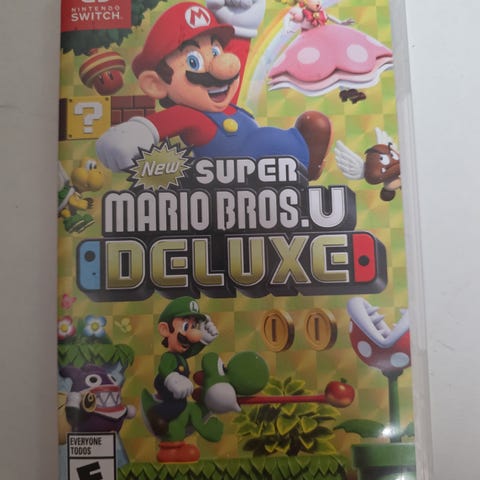 NINTENDO
SWITCH
M
?
New SUPER
MARIO BROS.U
DELUXE
L
EVERYONE
TODOS
E